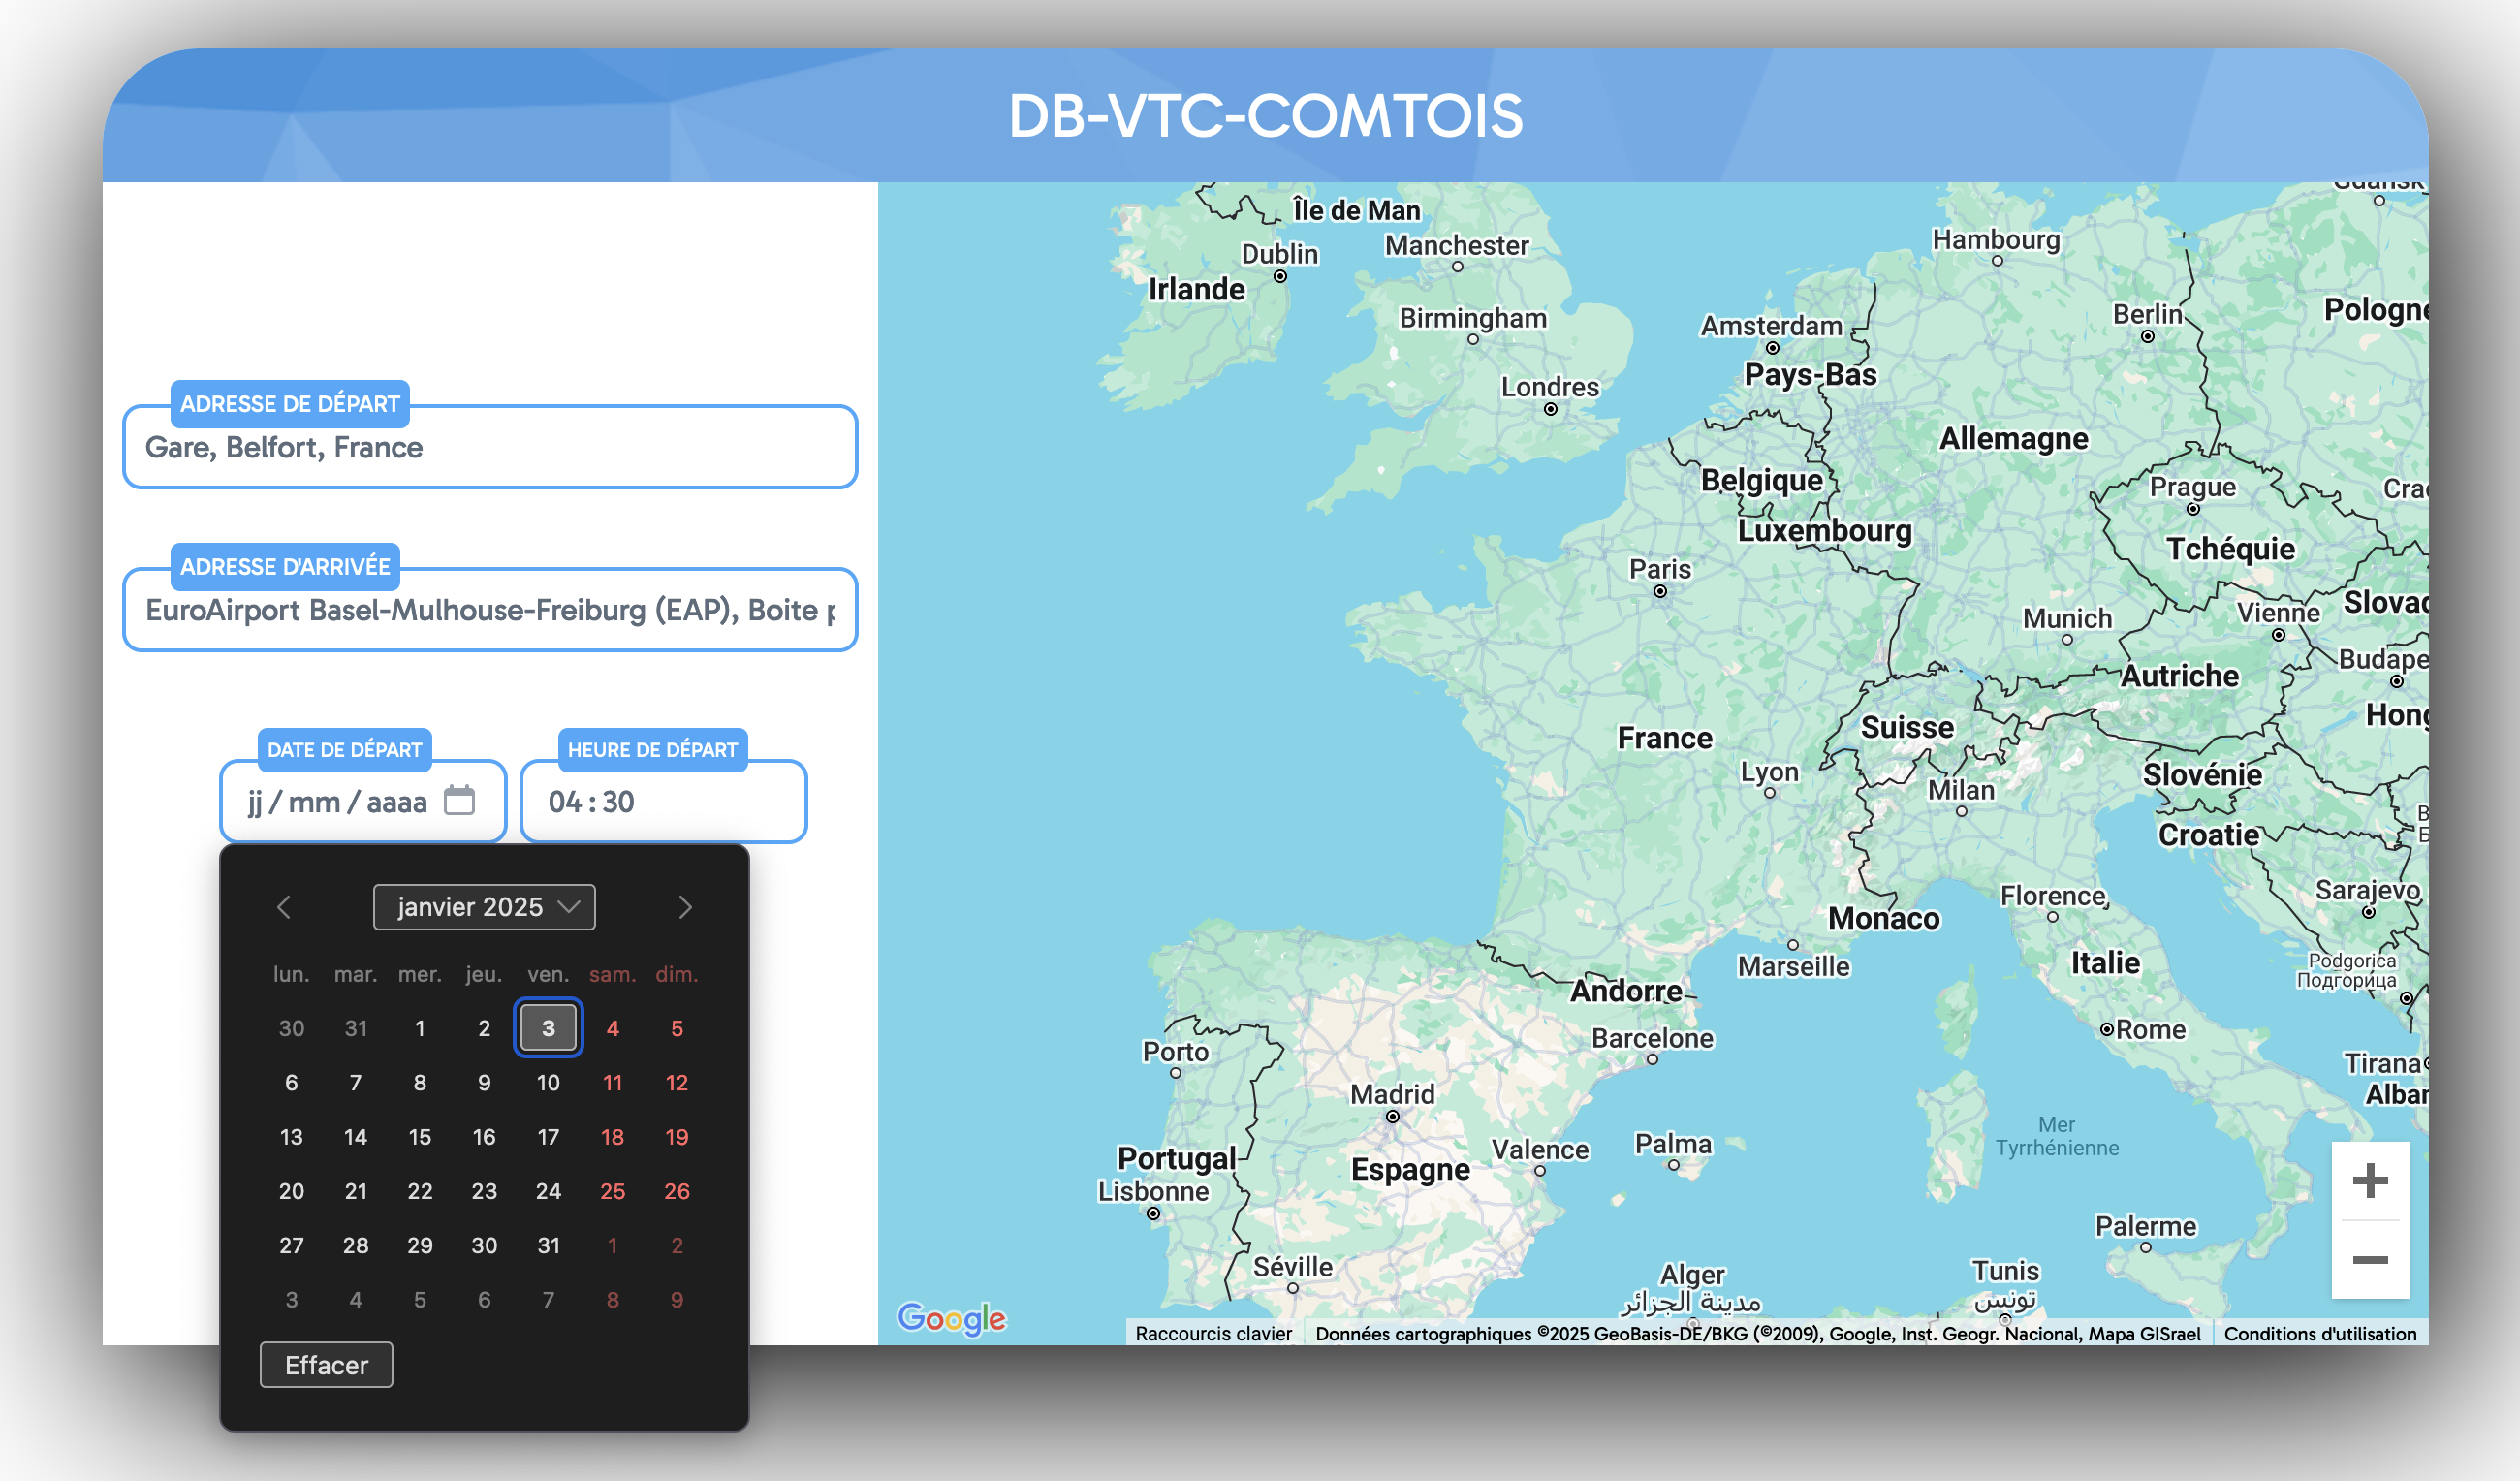 DB-VTC-COMTOIS
ADRESSE DE DÉPART
Gare, Belfort, France
ADRESSE D'ARRIVÉE
EuroAirport Basel-Mulhouse-Freiburg (EAP), Boite
DATE DE DÉPART
jj / mm / aaaa
HEURE DE DÉPART
04 : 30
janvier 2025
lun. mar. mer. jeu. ven. sam. dim.
30 31 1 2 3 4 5
6 7 8 9 10 11 12
13 14 15 16 17 18 19
20 21 22 23 24 25 26
27 28 29 30 31 1 2
3 4 5 6 7 8 9
Effacer
Île de Man
Dublin
Manchester
Irlande
Birmingham
Londres
Hambourg
Gdańsk
Amsterdam
Berlin
Pologne
Pays-Bas
Allemagne
Belgique
Prague
Luxembourg
Tchéquie
Paris
Munich
Vienne
Autriche
Suisse
France
Lyon
Milan
Slovénie
Croatie
Sarajevo
Florence
Monaco
Marseille
Italie
Podgorica
Подгорица
Andorre
Rome
Barcelone
Porto
Tirana
Madrid
Mer
Tyrrhénienne
Palma
Valence
Portugal
Espagne
Lisbonne
Palerme
Séville
Alger
مدينة الجزائر
Tunis
تونس
Google
Raccourcis clavier
Données cartographiques ©2025 GeoBasis-DE/BKG (©2009), Google, Inst. Geogr. Nacional, Mapa GISrael
Conditions d'utilisation